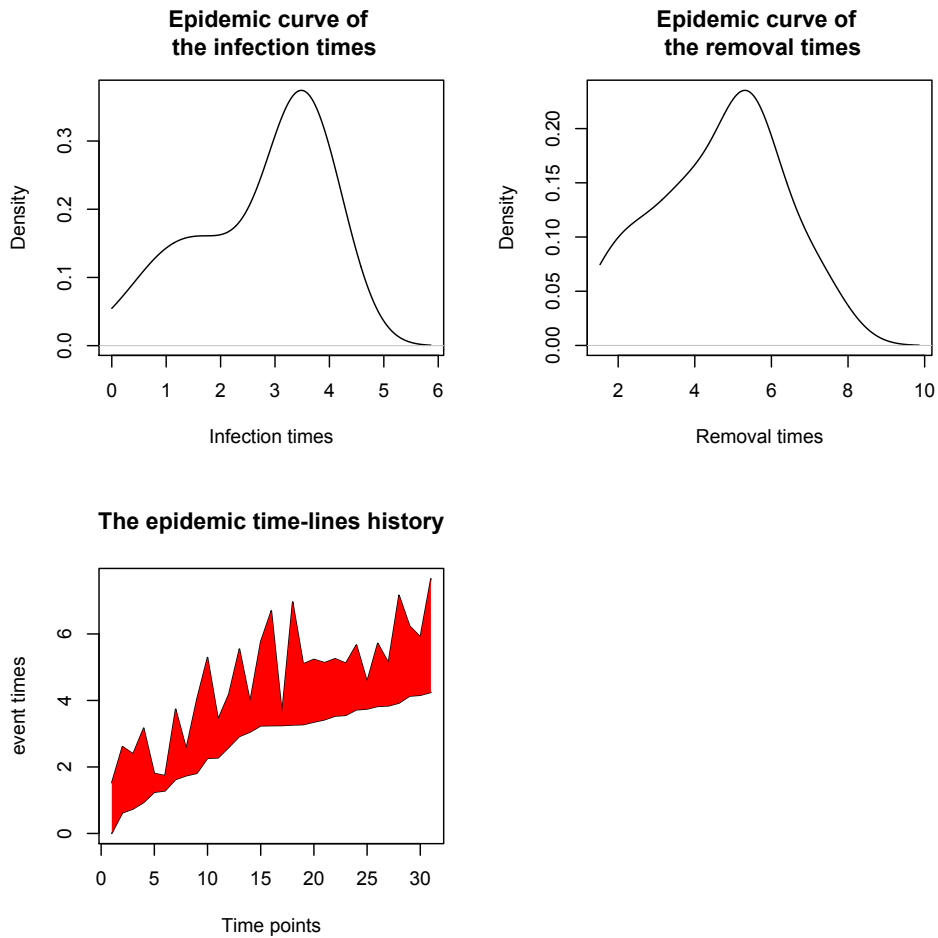 Epidemic curve of
the infection times
Density
0.0 0.1 0.2 0.3
0 1 2 3 4 5 6
Infection times
Epidemic curve of
the removal times
Density
0.00 0.05 0.10 0.15 0.20
2 4 6 8 10
Removal times
The epidemic time-lines history
event times
0 2 4 6
0 5 10 15 20 25 30
Time points